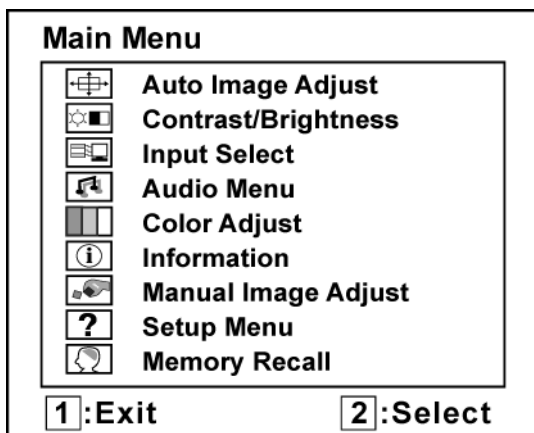 Main Menu
Auto Image Adjust
Contrast/Brightness
Input Select
Audio Menu
Color Adjust
Information
Manual Image Adjust
? Setup Menu
Memory Recall
1:Exit 2:Select